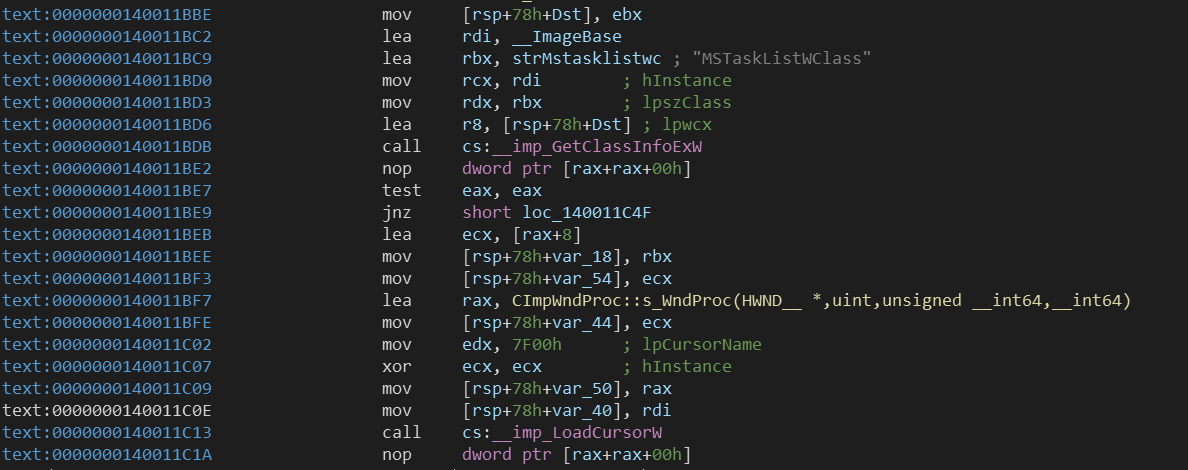 text:0000000140011BBE mov [rsp+78h+Dst], ebx
text:0000000140011BC2 lea rdi, __ImageBase
text:0000000140011BC9 lea rbx, strMstasklistwc ; "MSTaskListWClass"
text:0000000140011BD0 mov rcx, rdi ; hInstance
text:0000000140011BD3 mov rdx, rbx ; lpszClass
text:0000000140011BD6 lea r8, [rsp+78h+Dst] ; lpwcx
text:0000000140011BDB call cs:__imp_GetClassInfoExW
text:0000000140011BE2 nop dword ptr [rax+rax+00h]
text:0000000140011BE7 test eax, eax
text:0000000140011BE9 jnz short loc_140011C4F
text:0000000140011BEB lea ecx, [rax+8]
text:0000000140011BEE mov [rsp+78h+var_18], rbx
text:0000000140011BF3 mov [rsp+78h+var_54], ecx
text:0000000140011BF7 lea rax, CImpWndProc::s_WndProc(HWND__ *,uint,unsigned __int64,__int64)
text:0000000140011BFE mov [rsp+78h+var_44], ecx
text:0000000140011C02 mov edx, 7F00h ; lpCursorName
text:0000000140011C07 xor ecx, ecx ; hInstance
text:0000000140011C09 mov [rsp+78h+var_50], rax
text:0000000140011C0E mov [rsp+78h+var_40], rdi
text:0000000140011C13 call cs:__imp_LoadCursorW
text:0000000140011C1A nop dword ptr [rax+rax+00h]